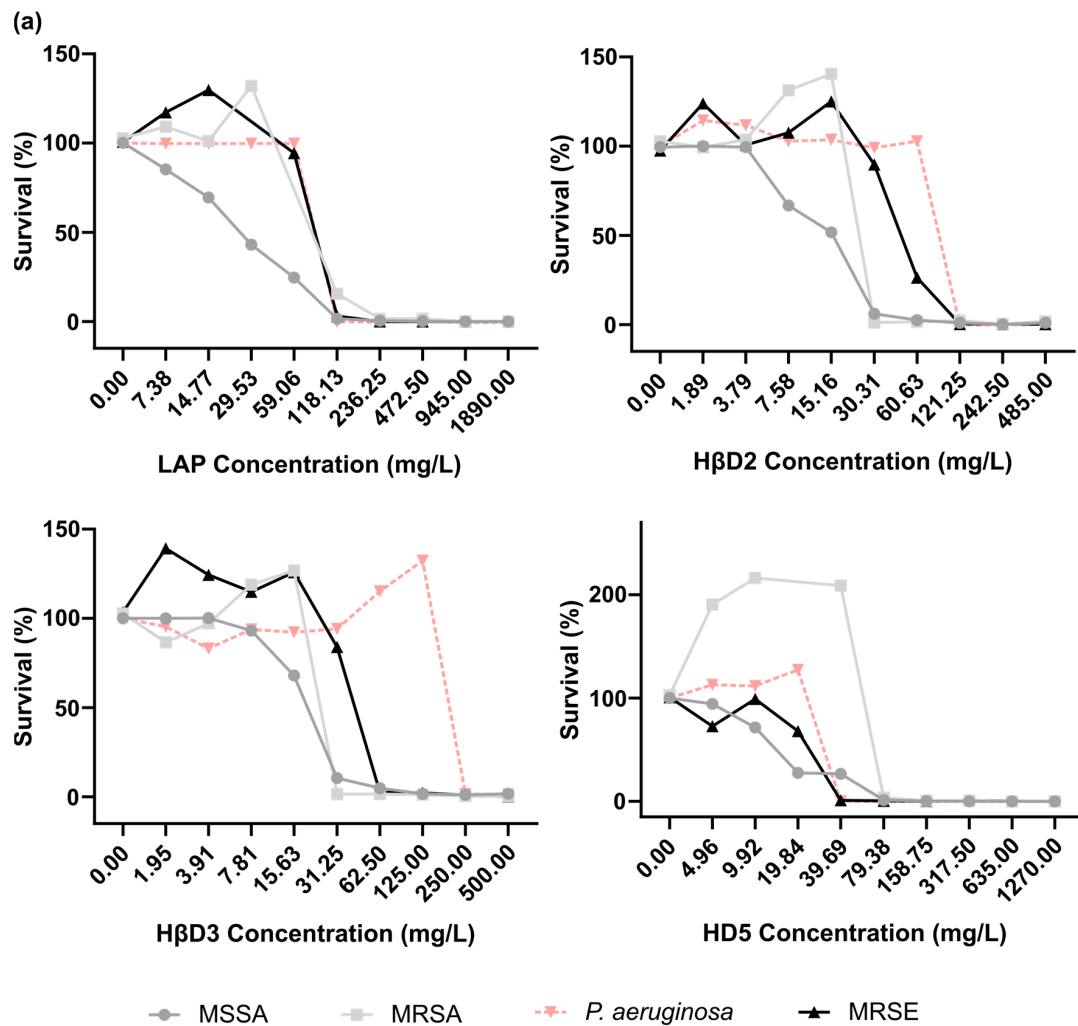 (a)
150
100
50
0
Survival (%)
0.00 7.38 14.77 29.53 59.06 118.13 236.25 472.50 945.00 1890.00
LAP Concentration (mg/L)
150
100
50
0
Survival (%)
0.00 1.89 3.79 7.58 15.16 30.31 60.63 121.25 242.50 485.00
HβD2 Concentration (mg/L)
150
100
50
0
Survival (%)
0.00 1.95 3.91 7.81 15.63 31.25 62.50 125.00 250.00 500.00
HβD3 Concentration (mg/L)
200
100
0
Survival (%)
0.00 4.96 9.92 19.84 39.69 79.38 158.75 317.50 635.00 1270.00
HD5 Concentration (mg/L)
MSSA MRSA P. aeruginosa MRSE